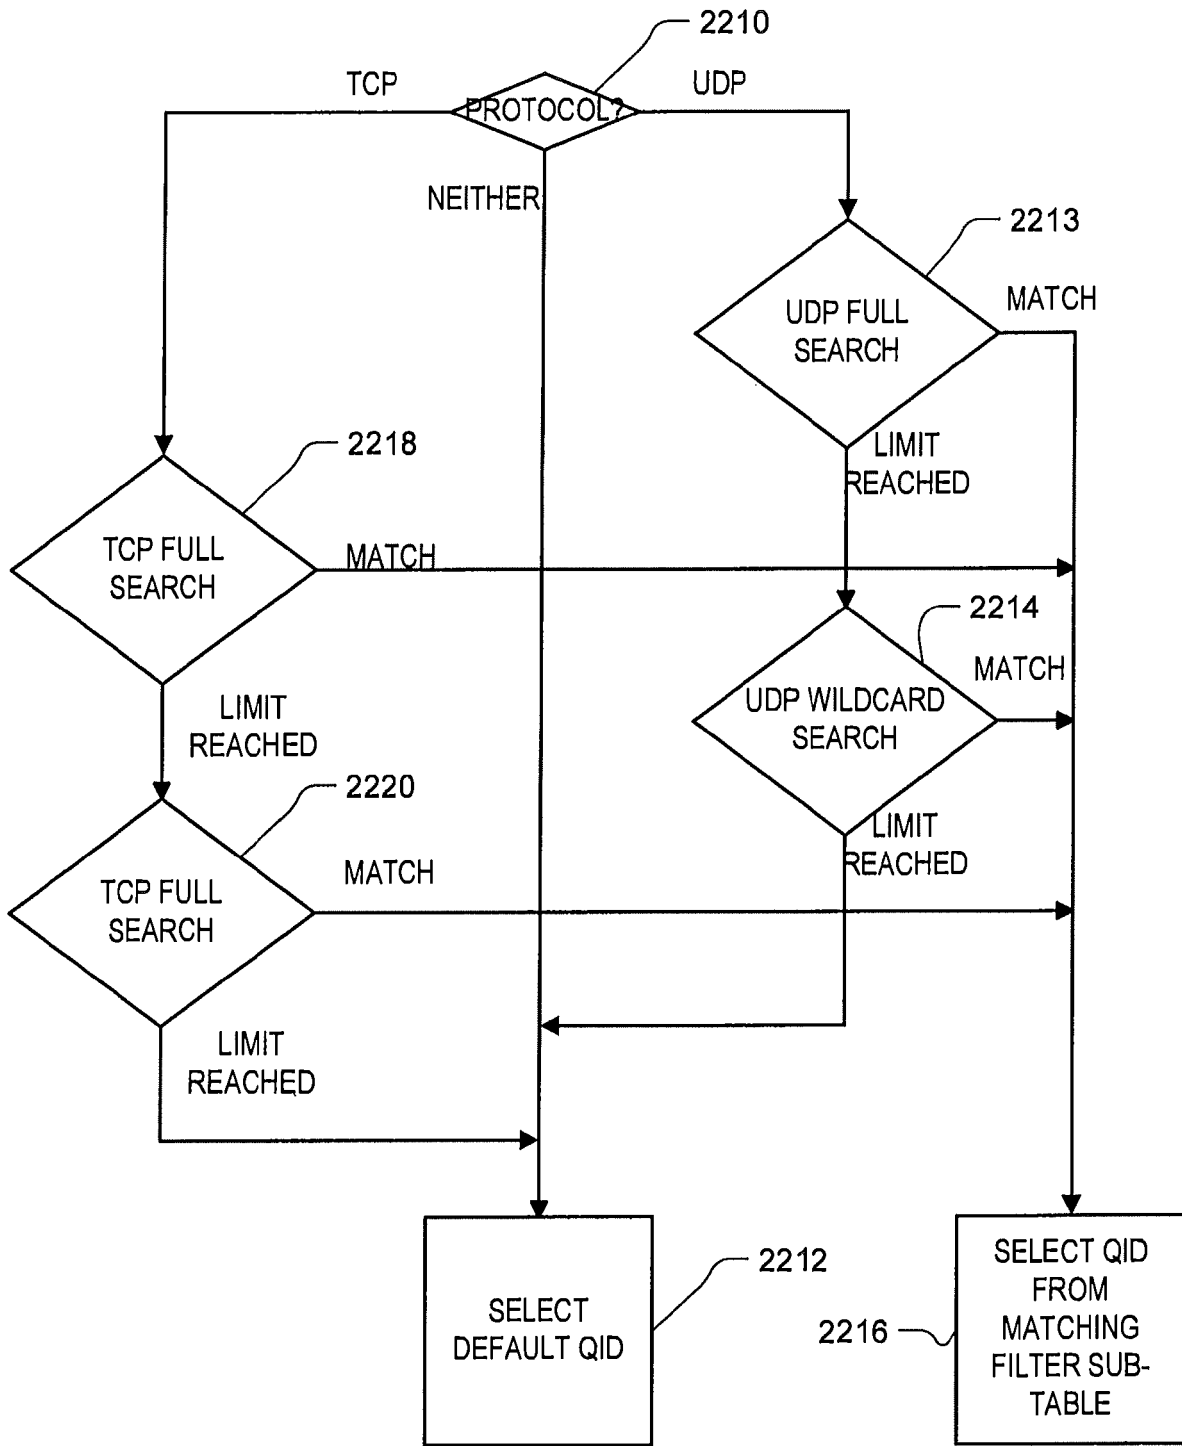 2210
TCP
UDP
PROTOCOL?
NEITHER
2213
MATCH
UDP FULL
SEARCH
LIMIT
REACHED
2218
TCP FULL
SEARCH
MATCH
2214
MATCH
UDP WILDCARD
SEARCH
LIMIT
REACHED
2220
LIMIT
REACHED
TCP FULL
SEARCH
MATCH
LIMIT
REACHED
2212
SELECT
DEFAULT QID
2216
SELECT QID
FROM
MATCHING
FILTER SUB-
TABLE